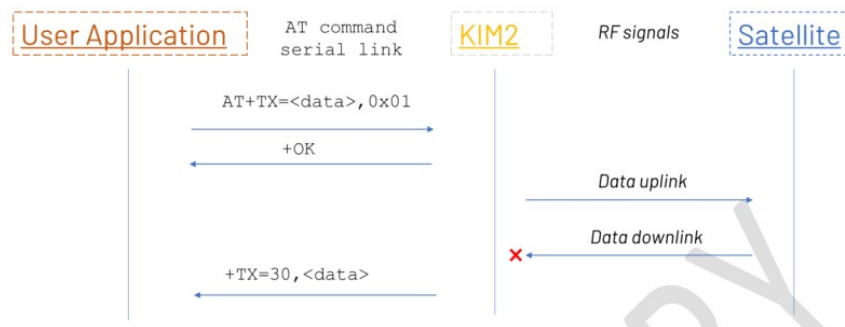 User Application
AT command
serial link
KIM2
RF signals
Satellite
AT+TX=<data>,0x01
+OK
Data uplink
Data downlink
+TX=30,<data>